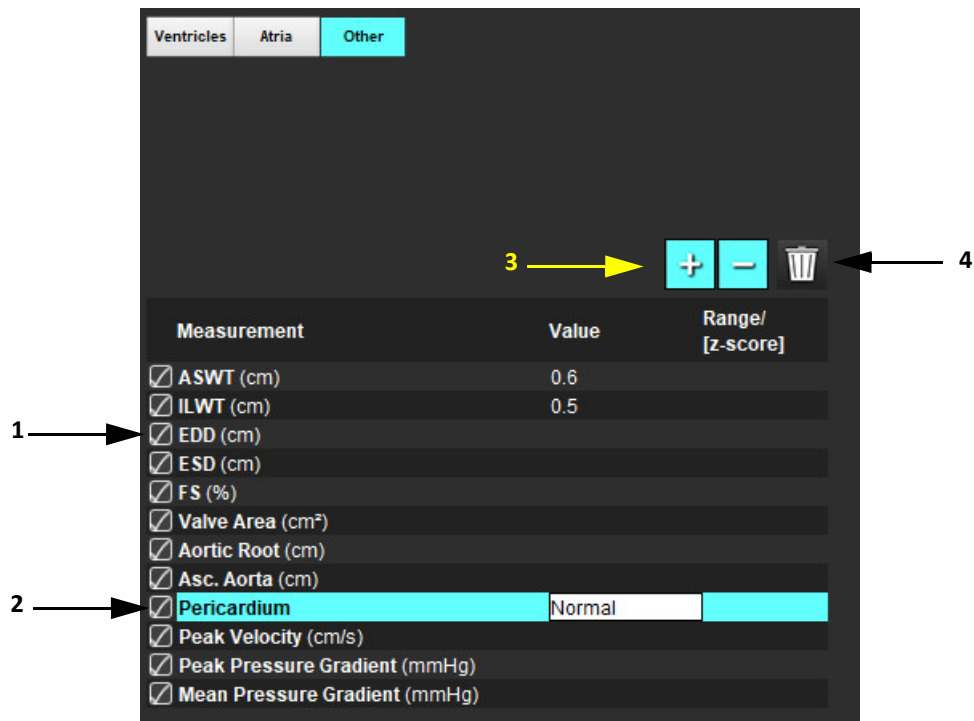 Ventricles Atria Other
3 + − 4
Measurement Value Range/
[z-score]
ASWT (cm) 0.6
ILWT (cm) 0.5
1 EDD (cm)
ESD (cm)
FS (%)
Valve Area (cm²)
Aortic Root (cm)
Asc. Aorta (cm)
2 Pericardium Normal
Peak Velocity (cm/s)
Peak Pressure Gradient (mmHg)
Mean Pressure Gradient (mmHg)